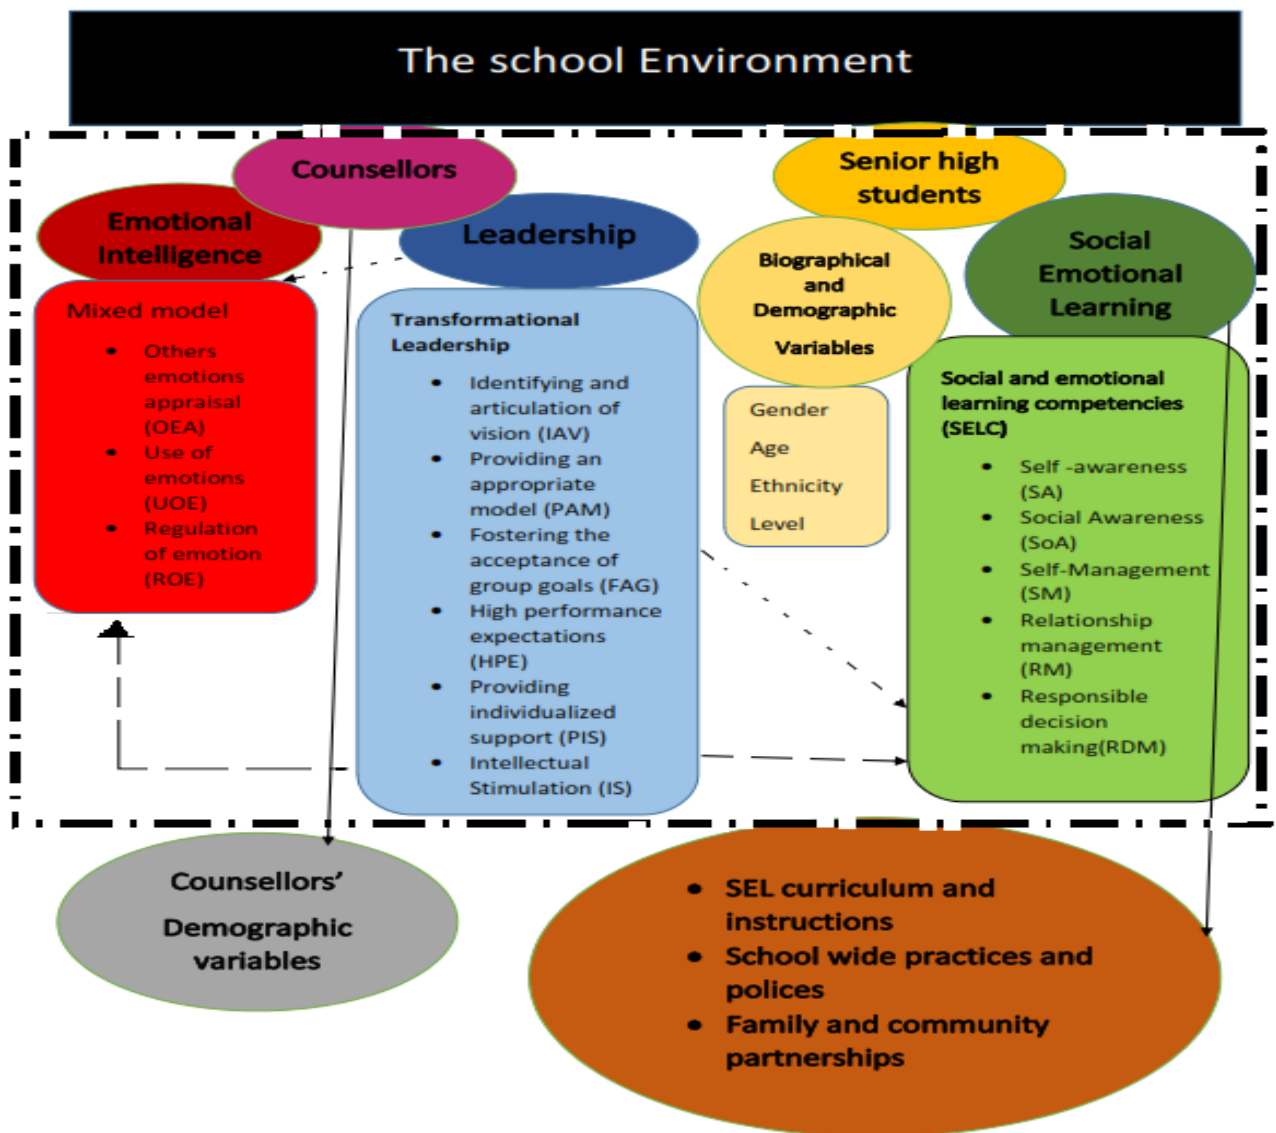 The school Environment
Counsellors
Emotional
Intelligence
Mixed model
• Others
emotions
appraisal
(OEA)
• Use of
emotions
(UOE)
• Regulation
of emotion
(ROE)
Leadership
Transformational
Leadership
• Identifying and
articulation of
vision (IAV)
• Providing an
appropriate
model (PAM)
• Fostering the
acceptance of
group goals (FAG)
• High performance
expectations
(HPE)
• Providing
individualized
support (PIS)
• Intellectual
Stimulation (IS)
Senior high
students
Biographical
and
Demographic
Variables
Gender
Age
Ethnicity
Level
Social
Emotional
Learning
Social and emotional
learning competencies
(SELC)
• Self -awareness
(SA)
• Social Awareness
(SoA)
• Self-Management
(SM)
• Relationship
management
(RM)
• Responsible
decision
making(RDM)
Counsellors’
Demographic
variables
• SEL curriculum and
instructions
• School wide practices and
polices
• Family and community
partnerships